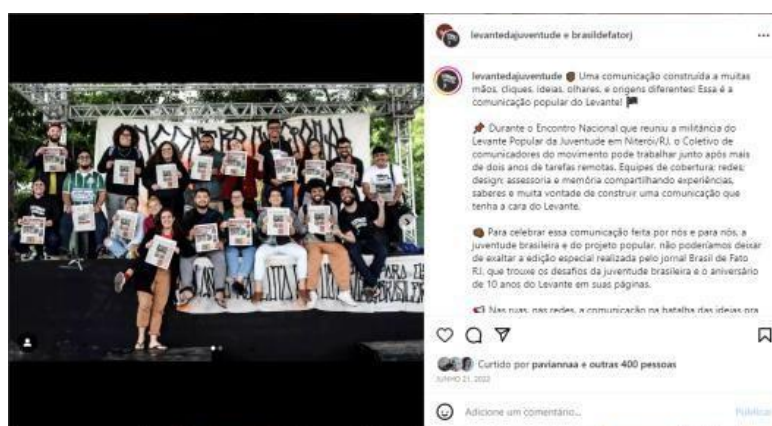 levantedajuventude e brasildefatorj
levantedajuventude Uma comunicação construída a muitas
mãos, cliques, ideias, olhares, e origens diferentes! Essa é a
comunicação popular do Levante!
Durante o Encontro Nacional que reuniu a militância do
Levante Popular da Juventude em Niterói/RJ, o Coletivo de
comunicadores do movimento pode trabalhar junto após mais
de dois anos de tarefas remotas. Equipes de cobertura; redes;
design; assessoria e memória compartilhando experiências,
saberes e muita vontade de construir uma comunicação que
tenha a cara do Levante.
Para celebrar essa comunicação feita por nós e para nós, a
juventude brasileira e do projeto popular, não poderíamos deixar
de exaltar a edição especial realizada pelo jornal Brasil de Fato
RJ, que trouxe os desafios da juventude brasileira e o aniversário
de 10 anos do Levante em suas páginas.
Nas ruas, nas redes, a comunicação na batalha das ideias pra
Curtido por paviannaa e outras 400 pessoas
JUNHO 21, 2022
Adicione um comentário...
Publicar